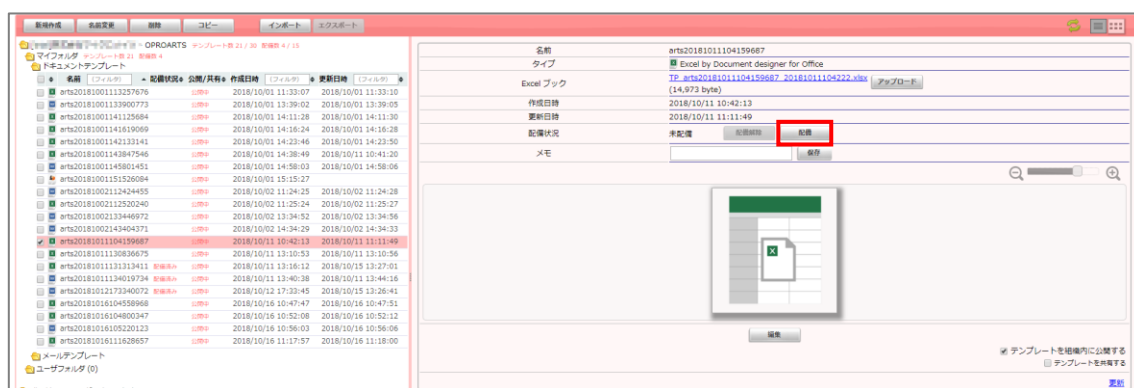 新規作成 名前変更 削除 コピー インポート エクスポート
OPROARTS テンプレート数 21 / 30 配備数 4 / 15
マイフォルダ テンプレート数 21 配備数 4
ドキュメントテンプレート
名前 (フィルタ) 配備状況 公開/共有 作成日時 (フィルタ) 更新日時 (フィルタ)
arts20181001113257676 公開中 2018/10/01 11:33:07 2018/10/01 11:33:10
arts20181001133900773 公開中 2018/10/01 13:39:02 2018/10/01 13:39:05
arts20181001141125684 公開中 2018/10/01 14:11:28 2018/10/01 14:11:30
arts20181001141619069 公開中 2018/10/01 14:16:24 2018/10/01 14:16:28
arts20181001142133141 公開中 2018/10/01 14:23:46 2018/10/01 14:23:50
arts20181001143847546 公開中 2018/10/01 14:38:49 2018/10/11 10:41:20
arts20181001145801451 公開中 2018/10/01 14:58:03 2018/10/01 14:58:06
arts20181001151526084 公開中 2018/10/01 15:15:27
arts20181002112424455 公開中 2018/10/02 11:24:25 2018/10/02 11:24:28
arts20181002112520240 公開中 2018/10/02 11:25:24 2018/10/02 11:25:27
arts20181002133446972 公開中 2018/10/02 13:34:52 2018/10/02 13:34:56
arts20181002143404371 公開中 2018/10/02 14:34:29 2018/10/02 14:34:33
arts20181011104159687 公開中 2018/10/11 10:42:13 2018/10/11 11:11:49
arts20181011130836675 公開中 2018/10/11 13:10:53 2018/10/11 13:10:56
arts20181011131313411 配備済み 公開中 2018/10/11 13:16:12 2018/10/15 13:27:01
arts20181011134019734 配備済み 公開中 2018/10/11 13:40:38 2018/10/11 13:44:16
arts20181012173340072 配備済み 公開中 2018/10/12 17:33:45 2018/10/15 13:26:41
arts20181016104558968 公開中 2018/10/16 10:47:47 2018/10/16 10:47:51
arts20181016104800347 公開中 2018/10/16 10:52:08 2018/10/16 10:52:12
arts20181016105220123 公開中 2018/10/16 10:56:03 2018/10/16 10:56:06
arts20181016111628657 公開中 2018/10/16 11:17:57 2018/10/16 11:18:00
メールテンプレート
ユーザフォルダ (0)
名前 arts20181011104159687
タイプ Excel by Document designer for Office
Excel ブック TP_arts20181011104159687_20181011104222.xlsx アップロード
(14,973 byte)
作成日時 2018/10/11 10:42:13
更新日時 2018/10/11 11:11:49
配備状況 未配備 配備解除 配備
メモ 保存
編集
テンプレートを組織内に公開する
テンプレートを共有する
更新